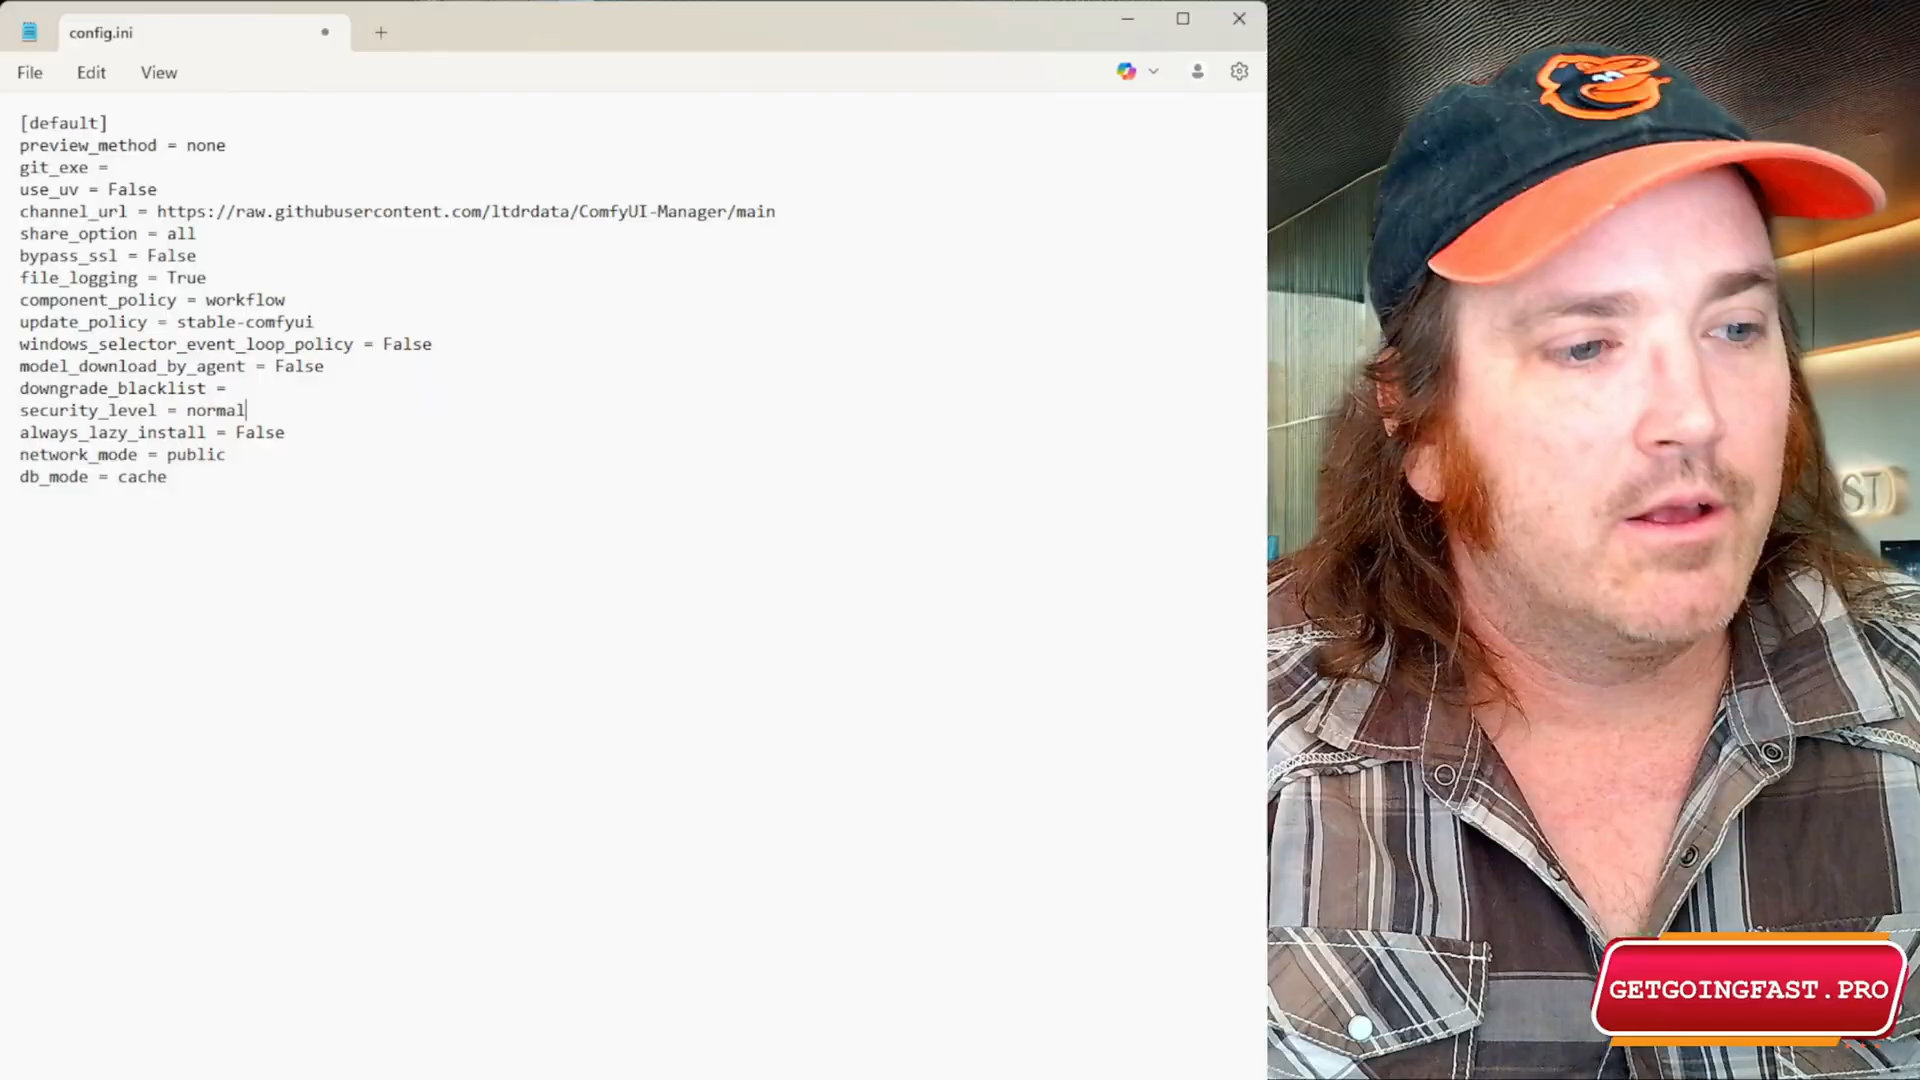 config.ini
File Edit View
[default]
preview_method = none
git_exe =
use_uv = False
channel_url = https://raw.githubusercontent.com/ltdrdata/ComfyUI-Manager/main
share_option = all
bypass_ssl = False
file_logging = True
component_policy = workflow
update_policy = stable-comfyui
windows_selector_event_loop_policy = False
model_download_by_agent = False
downgrade_blacklist =
security_level = normal
always_lazy_install = False
network_mode = public
db_mode = cache
ST
GETGOINGFAST.PRO